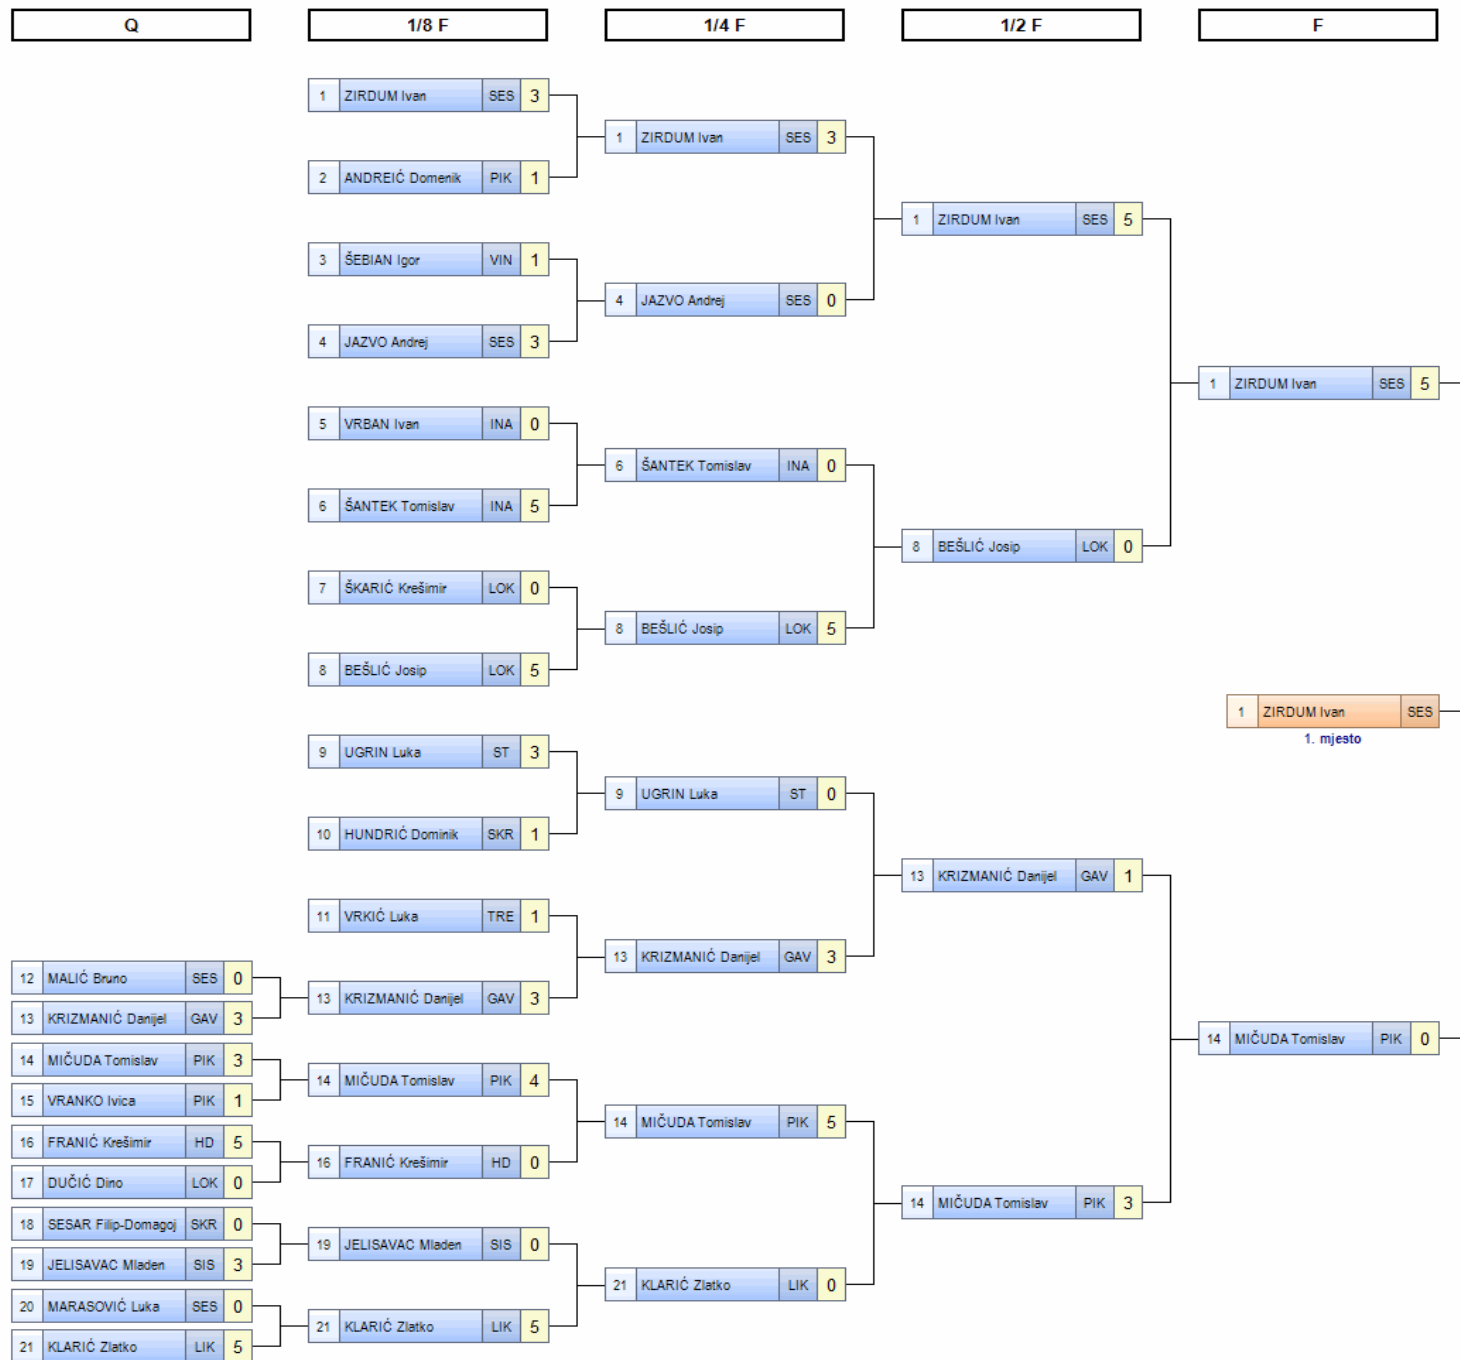 Q 1/8 F 1/4 F 1/2 F F
1 ZIRDUM Ivan SES 3
1 ZIRDUM Ivan SES 3
2 ANDREIĆ Domenik PIK 1
1 ZIRDUM Ivan SES 5
3 ŠEBIAN Igor VIN 1
4 JAZVO Andrej SES 0
4 JAZVO Andrej SES 3
1 ZIRDUM Ivan SES 5
5 VRBAN Ivan INA 0
6 ŠANTEK Tomislav INA 0
6 ŠANTEK Tomislav INA 5
8 BEŠLIĆ Josip LOK 0
7 ŠKARIĆ Krešimir LOK 0
8 BEŠLIĆ Josip LOK 5
8 BEŠLIĆ Josip LOK 5
1 ZIRDUM Ivan SES
1. mjesto
9 UGRIN Luka ST 3
9 UGRIN Luka ST 0
10 HUNDRIĆ Dominik SKR 1
13 KRIZMANIĆ Danijel GAV 1
11 VRKIĆ Luka TRE 1
13 KRIZMANIĆ Danijel GAV 3
12 MALIĆ Bruno SES 0
13 KRIZMANIĆ Danijel GAV 3
13 KRIZMANIĆ Danijel GAV 3
14 MIČUDA Tomislav PIK 0
14 MIČUDA Tomislav PIK 3
14 MIČUDA Tomislav PIK 4
15 VRANKO Ivica PIK 1
14 MIČUDA Tomislav PIK 5
16 FRANIĆ Krešimir HD 5
16 FRANIĆ Krešimir HD 0
17 DUČIĆ Dino LOK 0
14 MIČUDA Tomislav PIK 3
18 SESAR Filip-Domagoj SKR 0
19 JELISAVAC Mladen SIS 0
19 JELISAVAC Mladen SIS 3
21 KLARIĆ Zlatko LIK 0
20 MARASOVIĆ Luka SES 0
21 KLARIĆ Zlatko LIK 5
21 KLARIĆ Zlatko LIK 5